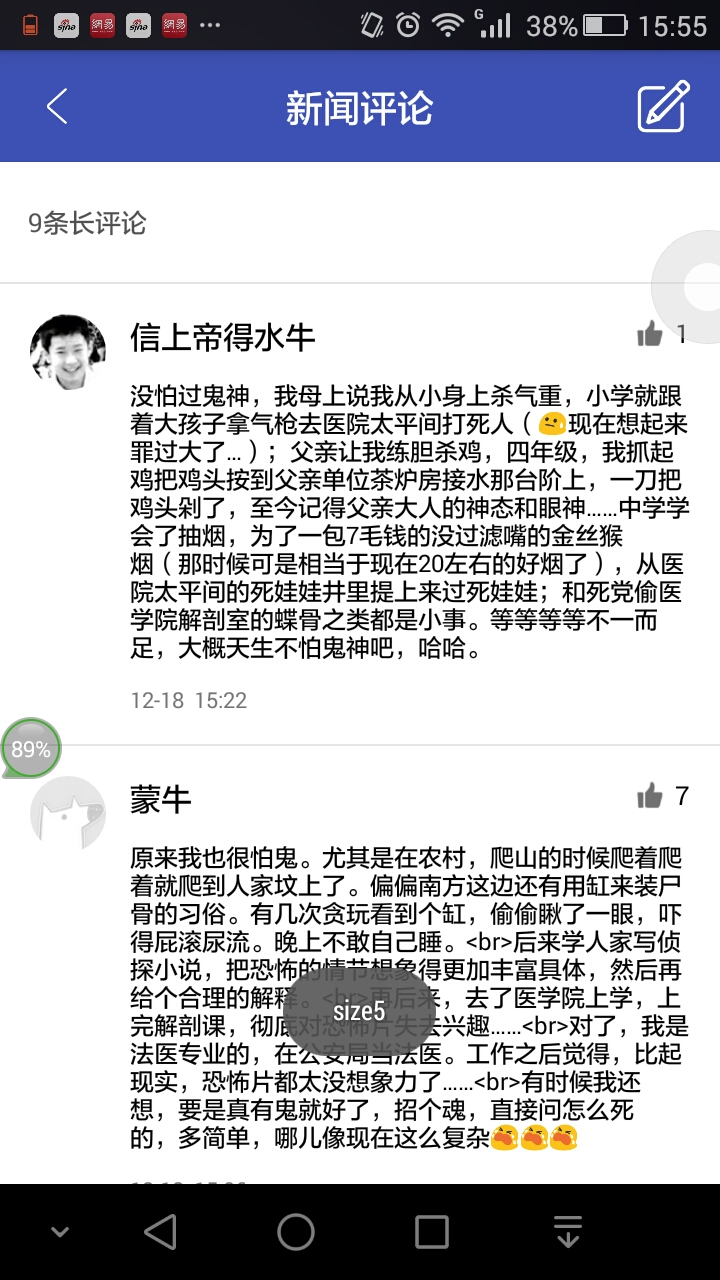 sina
網易
sina
網易
G
38%
15:55
新闻评论
9条长评论
信上帝得水牛
1
没怕过鬼神，我母上说我从小身上杀气重，小学就跟
着大孩子拿气枪去医院太平间打死人（😓现在想起来
罪过大了…）；父亲让我练胆杀鸡，四年级，我抓起
鸡把鸡头按到父亲单位茶炉房接水那台阶上，一刀把
鸡头剁了，至今记得父亲大人的神态和眼神……中学学
会了抽烟，为了一包7毛钱的没过滤嘴的金丝猴
烟（那时候可是相当于现在20左右的好烟了），从医
院太平间的死娃娃井里提上来过死娃娃；和死党偷医
学院解剖室的蝶骨之类都是小事。等等等等不一而
足，大概天生不怕鬼神吧，哈哈。
12-18 15:22
89%
蒙牛
7
原来我也很怕鬼。尤其是在农村，爬山的时候爬着爬
着就爬到人家坟上了。偏偏南方这边还有用缸来装尸
骨的习俗。有几次贪玩看到个缸，偷偷瞅了一眼，吓
得屁滚尿流。晚上不敢自己睡。<br>后来学人家写侦
探小说，把恐怖的情节想象得更加丰富具体，然后再
给个合理的解释。<br>再后来，去了医学院上学，上
完解剖课，彻底对恐怖片失去兴趣……<br>对了，我是
法医专业的，在公安局当法医。工作之后觉得，比起
现实，恐怖片都太没想象力了……<br>有时候我还
想，要是真有鬼就好了，招个魂，直接问怎么死
的，多简单，哪儿像现在这么复杂😭😭😭
size5